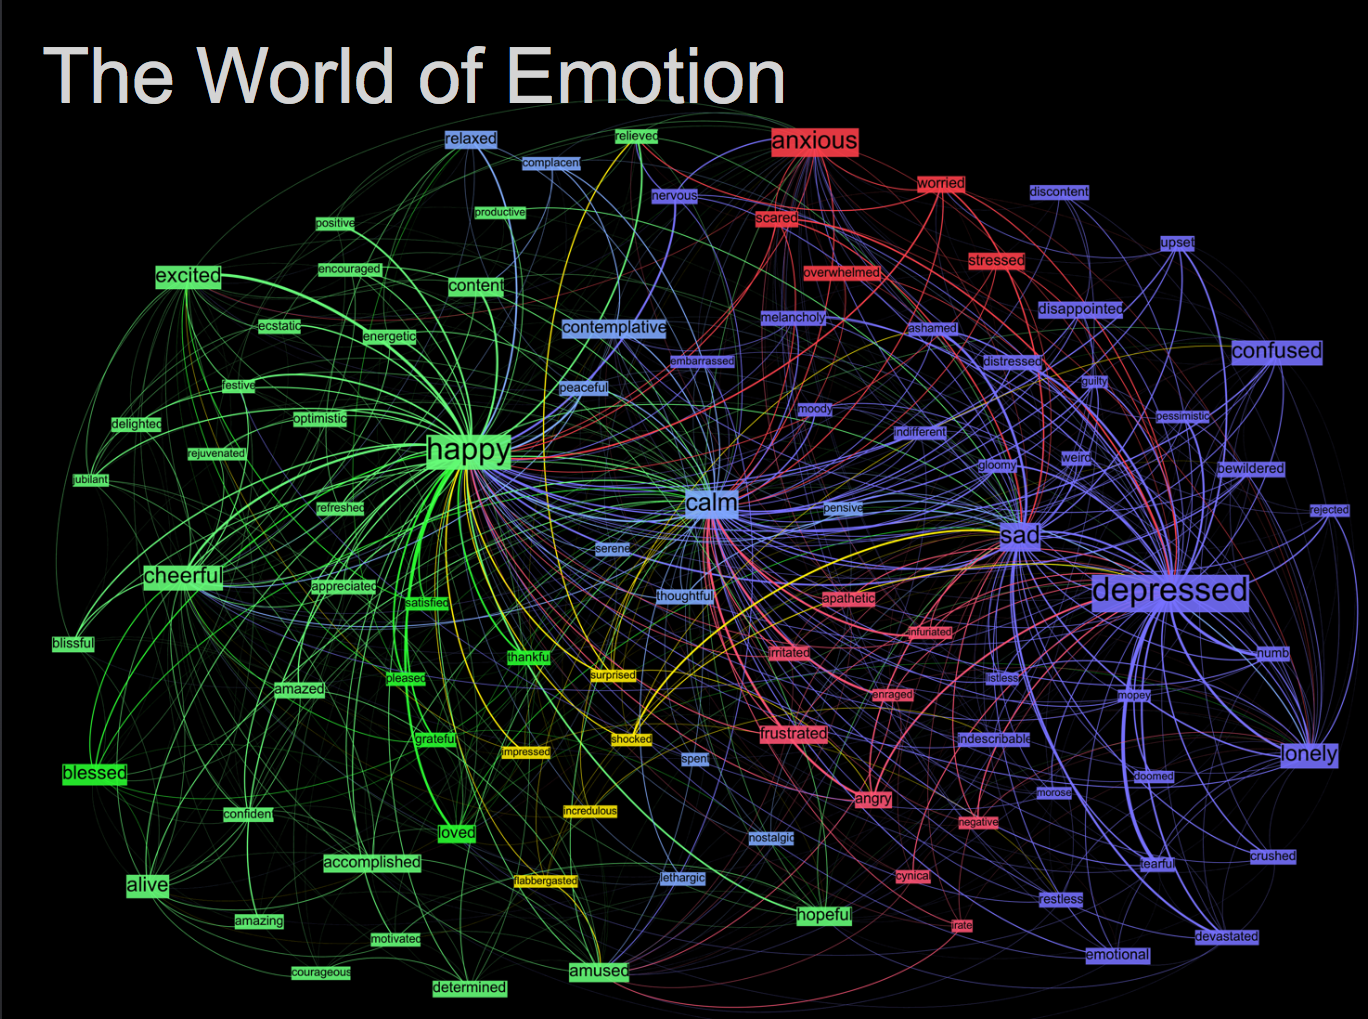 The World of Emotion
relaxed
relieved
anxious
complacent
nervous
worried
discontent
positive
productive
scared
upset
excited
encouraged
content
overwhelmed
stressed
ecstatic
energetic
contemplative
melancholy
ashamed
disappointed
confused
embarrassed
distressed
festive
peaceful
guilty
delighted
optimistic
moody
pessimistic
rejuvenated
happy
indifferent
gloomy
weird
bewildered
jubilant
refreshed
calm
pensive
sad
rejected
cheerful
appreciated
serene
satisfied
thoughtful
apathetic
depressed
blissful
thankful
irritated
infuriated
numb
amazed
pleased
surprised
enraged
listless
mopey
grateful
impressed
shocked
frustrated
indescribable
lonely
blessed
spent
doomed
confident
loved
incredulous
angry
morose
negative
accomplished
nostalgic
tearful
crushed
alive
flabbergasted
lethargic
cynical
restless
amazing
motivated
hopeful
irate
devastated
courageous
determined
amused
emotional